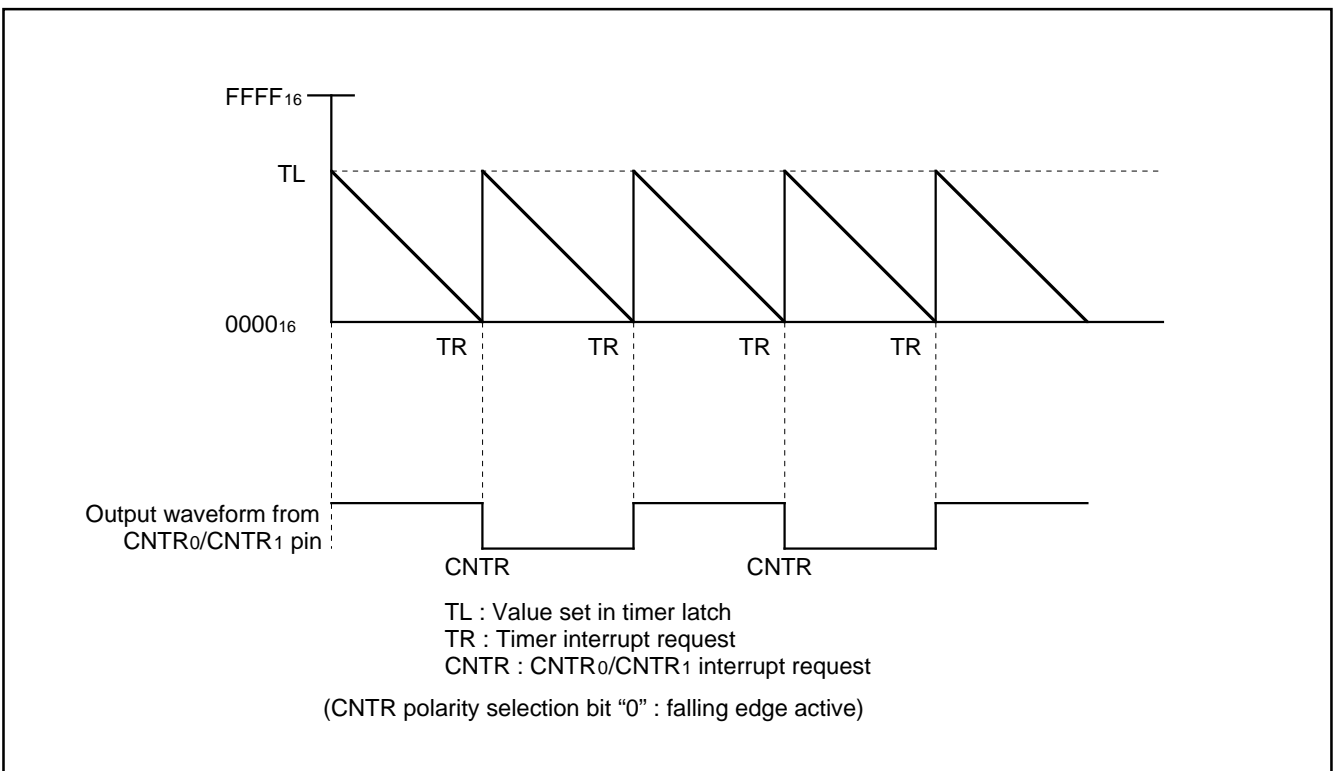 FFFF16
TL
000016
TR TR TR TR
Output waveform from
CNTR0/CNTR1 pin
CNTR CNTR
TL : Value set in timer latch
TR : Timer interrupt request
CNTR : CNTR0/CNTR1 interrupt request
(CNTR polarity selection bit “0” : falling edge active)